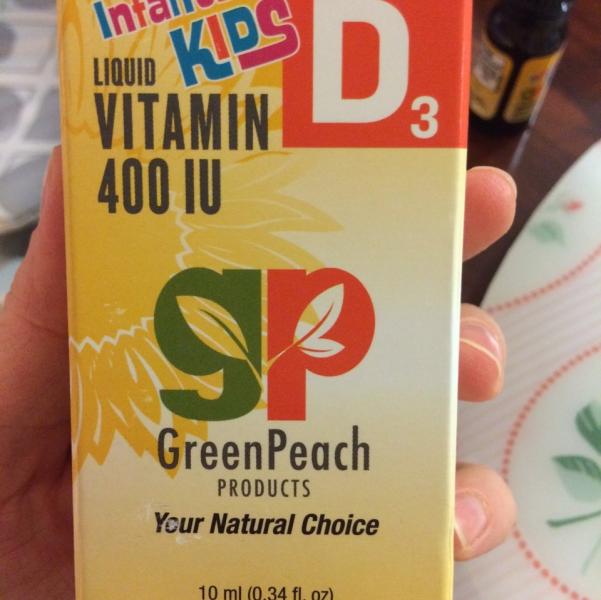 KIDS
LIQUID
VITAMIN
400 IU
D3
gp
GreenPeach
PRODUCTS
Your Natural Choice
10 ml (0.34 fl. oz)